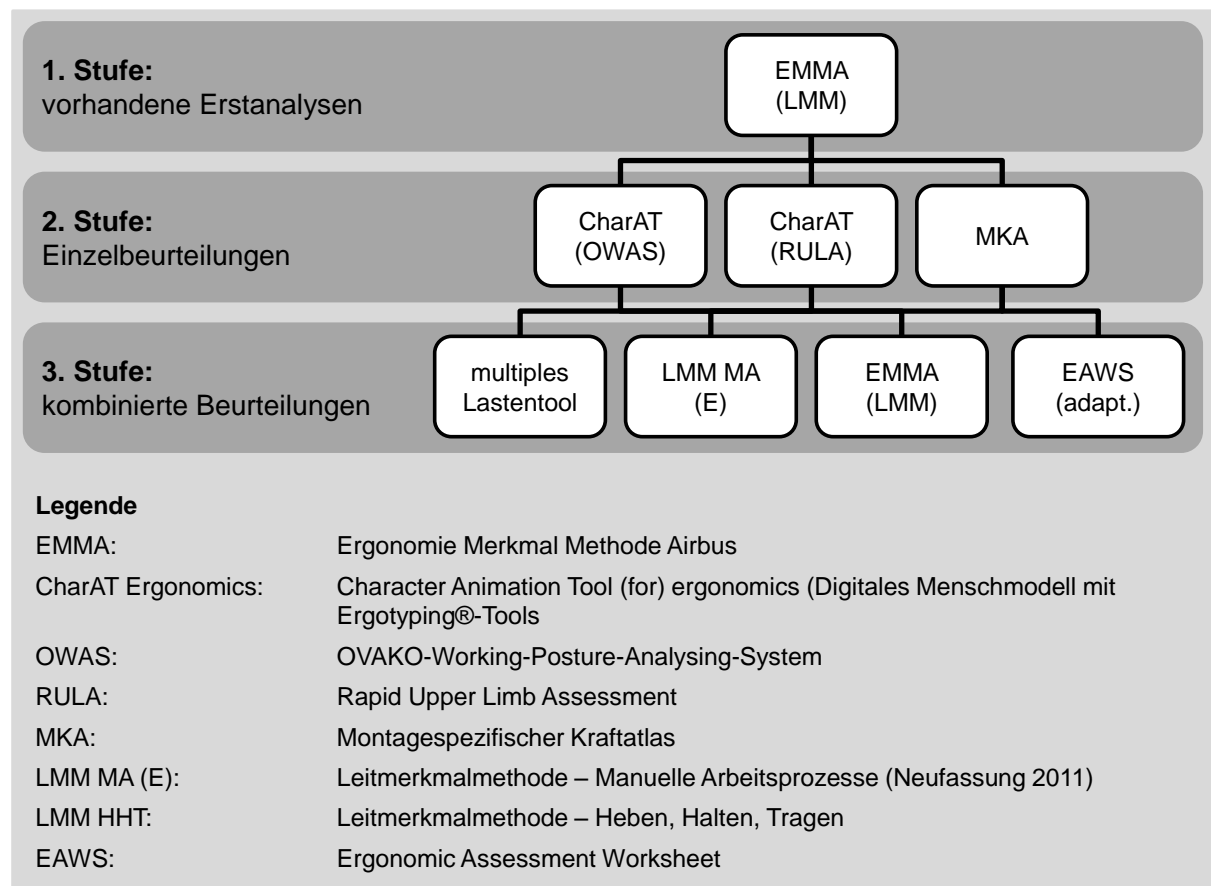 1. Stufe:
vorhandene Erstanalysen
EMMA
(LMM)
2. Stufe:
Einzelbeurteilungen
CharAT
(OWAS)
CharAT
(RULA)
MKA
3. Stufe:
kombinierte Beurteilungen
multiples
Lastentool
LMM MA
(E)
EMMA
(LMM)
EAWS
(adapt.)
Legende
EMMA: Ergonomie Merkmal Methode Airbus
CharAT Ergonomics: Character Animation Tool (for) ergonomics (Digitales Menschmodell mit
Ergotyping®-Tools
OWAS: OVAKO-Working-Posture-Analysing-System
RULA: Rapid Upper Limb Assessment
MKA: Montagespezifischer Kraftatlas
LMM MA (E): Leitmerkmalmethode – Manuelle Arbeitsprozesse (Neufassung 2011)
LMM HHT: Leitmerkmalmethode – Heben, Halten, Tragen
EAWS: Ergonomic Assessment Worksheet